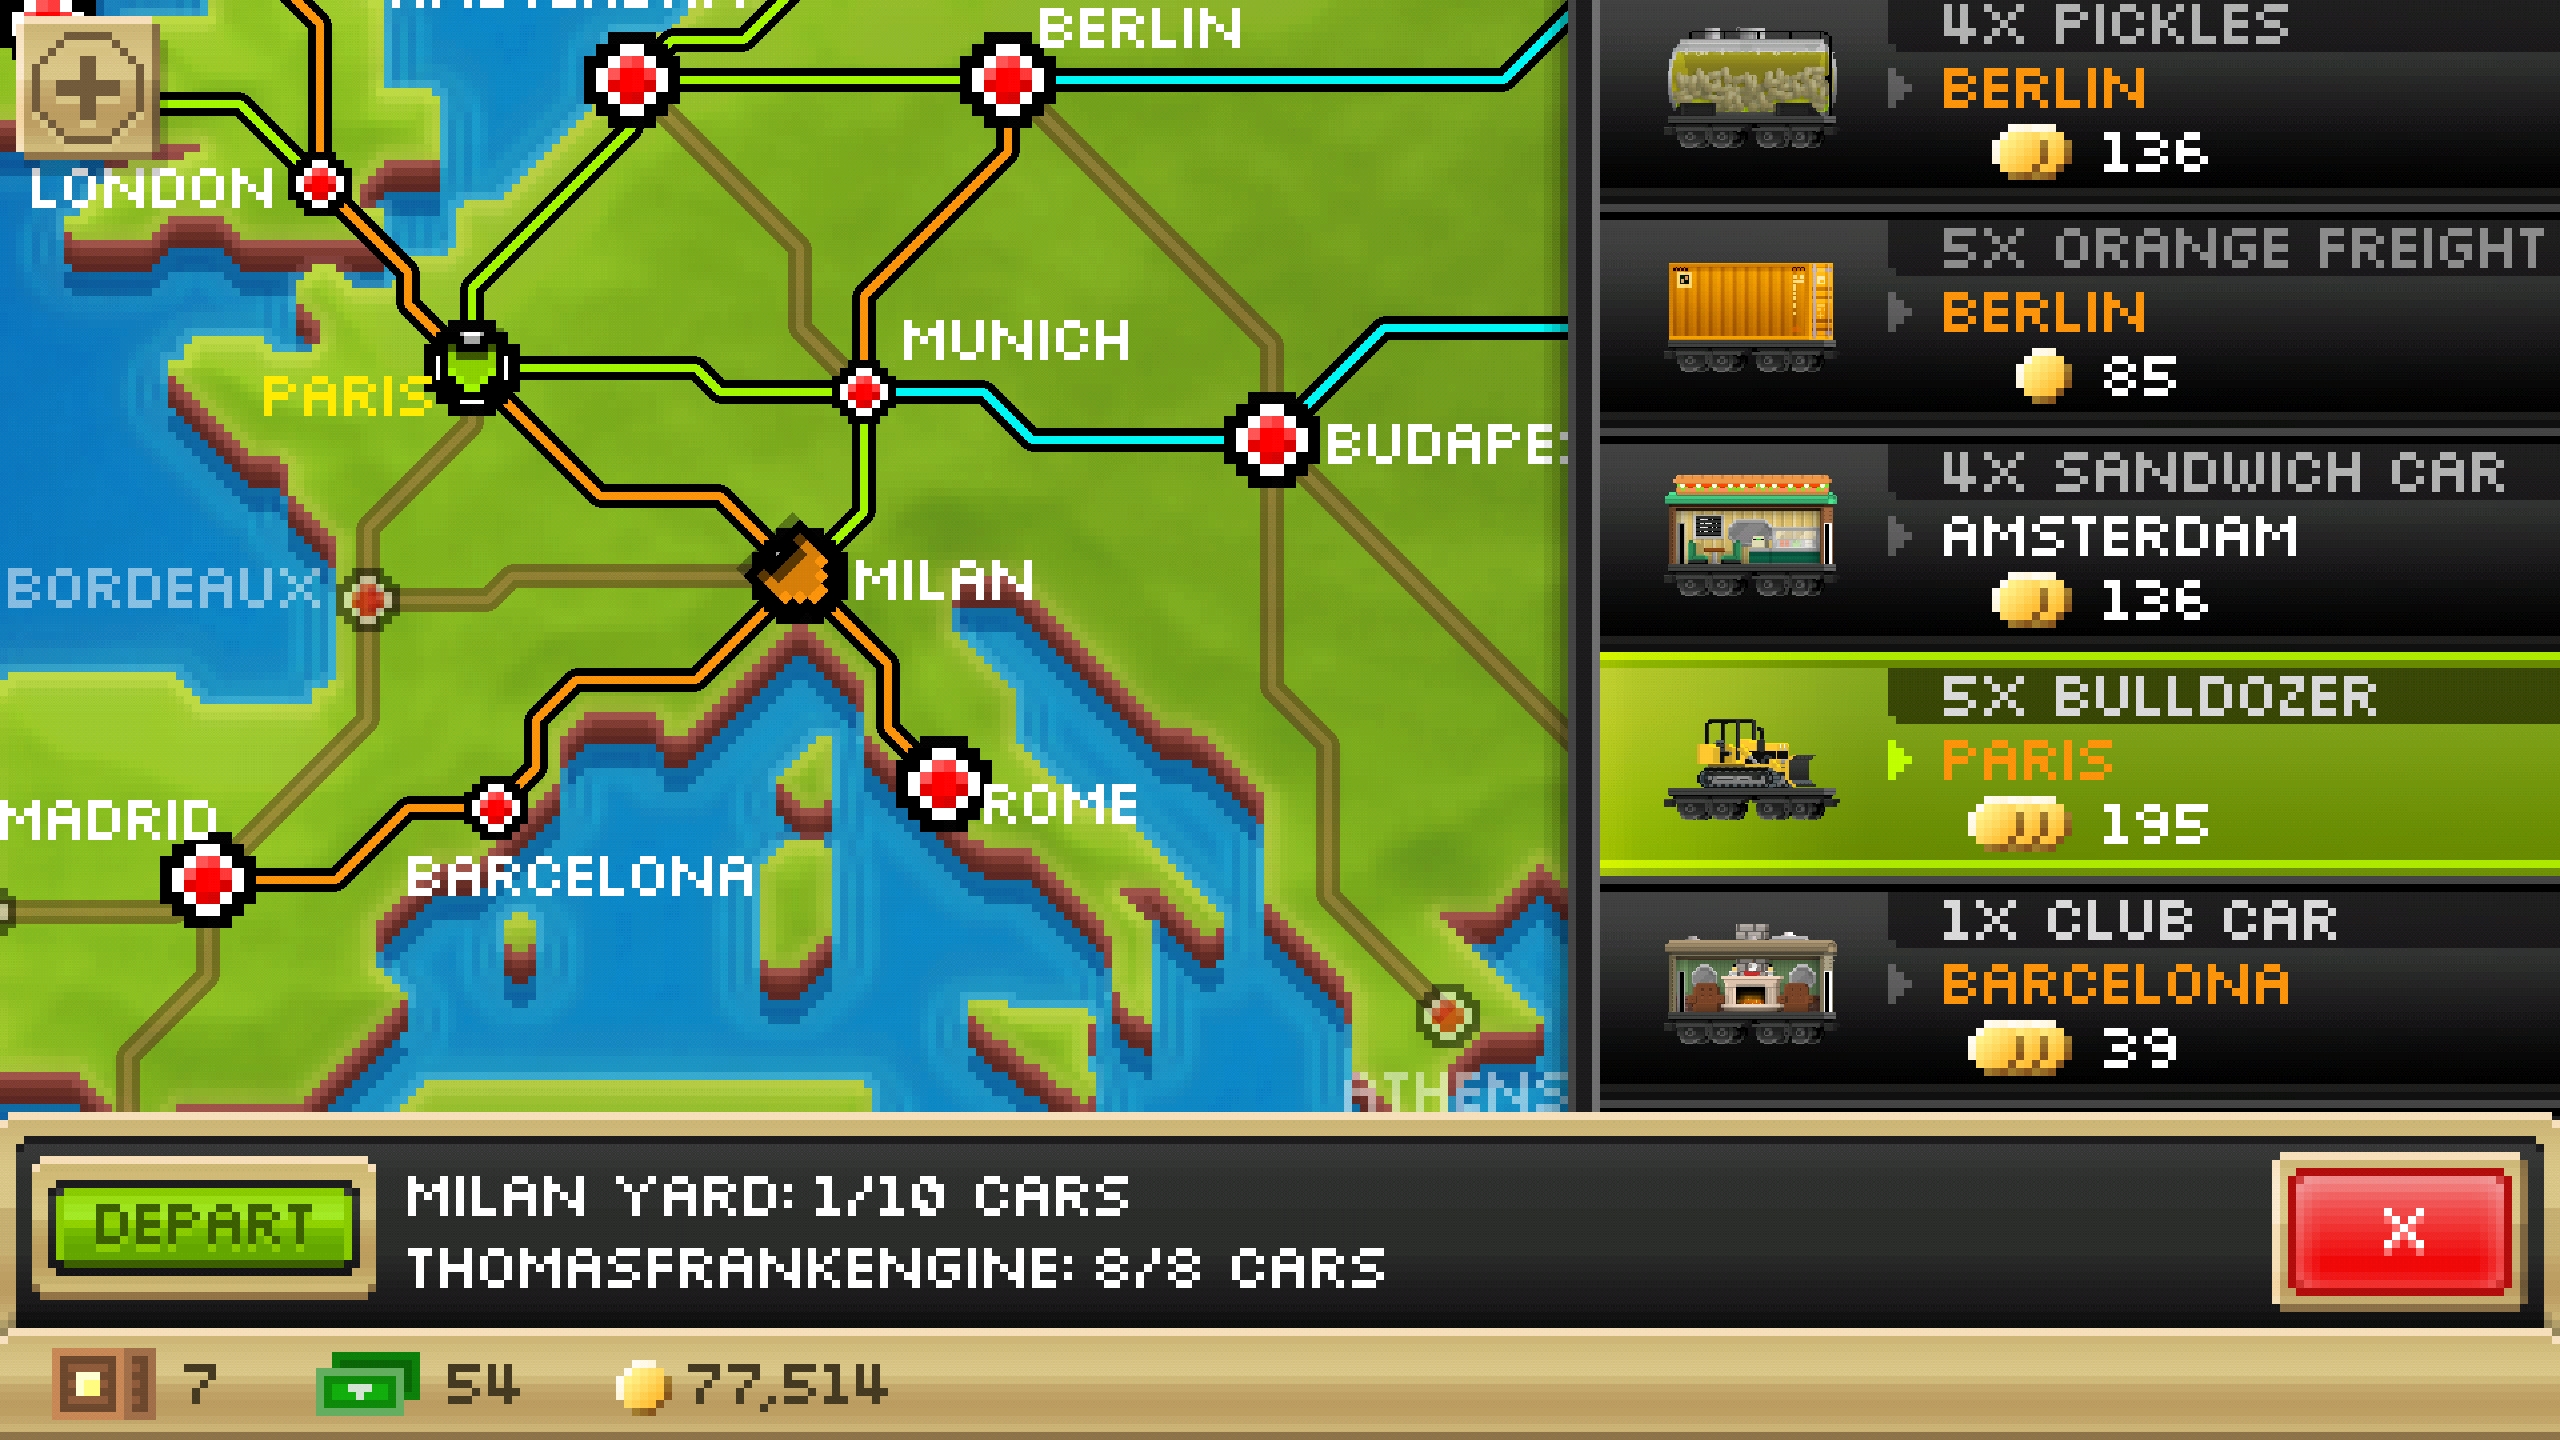 BERLIN
LONDON
PARIS
MUNICH
BUDAPE
BORDEAUX
MILAN
MADRID
ROME
BARCELONA
ATHENS
4X PICKLES
BERLIN
136
5X ORANGE FREIGHT
BERLIN
85
4X SANDWICH CAR
AMSTERDAM
136
5X BULLDOZER
PARIS
195
1X CLUB CAR
BARCELONA
39
DEPART
MILAN YARD: 1/10 CARS
THOMASFRANKENGINE: 8/8 CARS
X
7
54
77,514